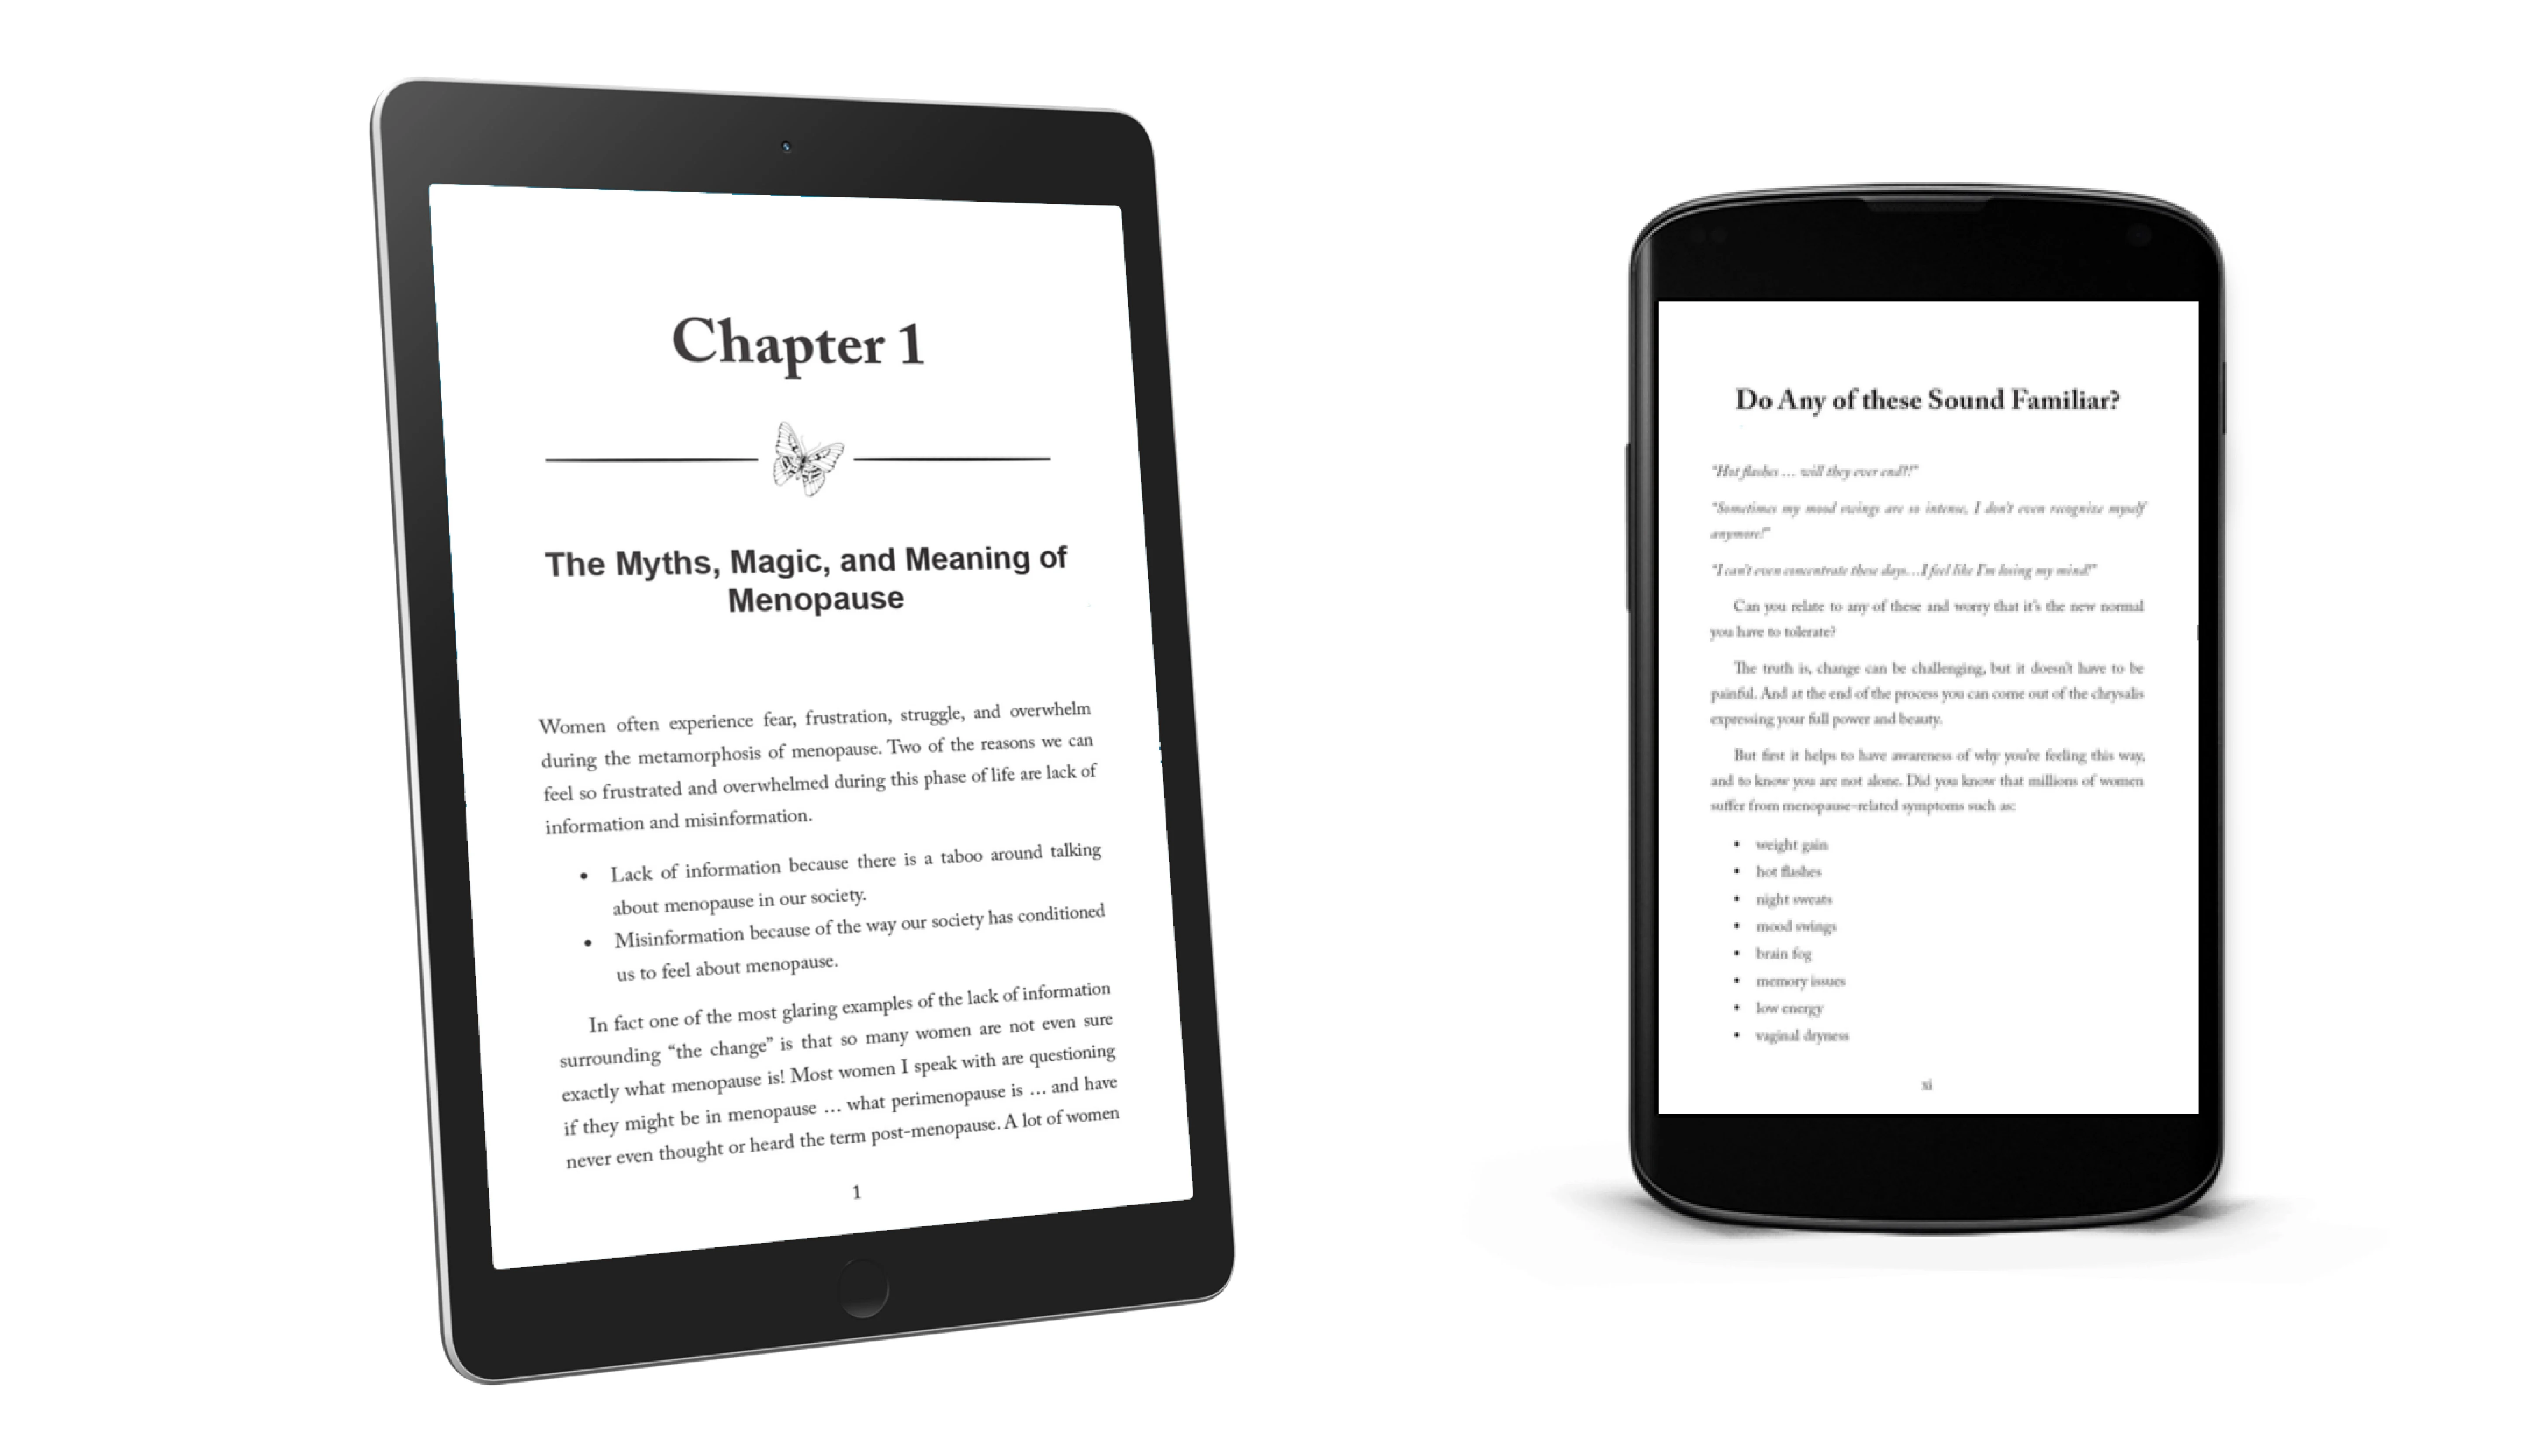 Chapter 1
The Myths, Magic, and Meaning of
Menopause
Women often experience fear, frustration, struggle, and overwhelm
during the metamorphosis of menopause. Two of the reasons we can
feel so frustrated and overwhelmed during this phase of life are lack of
information and misinformation.
• Lack of information because there is a taboo around talking
about menopause in our society.
• Misinformation because of the way our society has conditioned
us to feel about menopause.
In fact one of the most glaring examples of the lack of information
surrounding “the change” is that so many women are not even sure
exactly what menopause is! Most women I speak with are questioning
if they might be in menopause … what perimenopause is … and have
never even thought or heard the term post-menopause. A lot of women
1
Do Any of these Sound Familiar?
“Hot flashes … will they ever end?!”
“Sometimes my mood swings are so intense, I don’t even recognize myself
anymore!”
“I can’t even concentrate these days…I feel like I’m losing my mind!”
Can you relate to any of these and worry that it’s the new normal
you have to tolerate?
The truth is, change can be challenging, but it doesn’t have to be
painful. And at the end of the process you can come out of the chrysalis
expressing your full power and beauty.
But first it helps to have awareness of why you’re feeling this way,
and to know you are not alone. Did you know that millions of women
suffer from menopause-related symptoms such as:
• weight gain
• hot flashes
• night sweats
• mood swings
• brain fog
• memory issues
• low energy
• vaginal dryness
xi